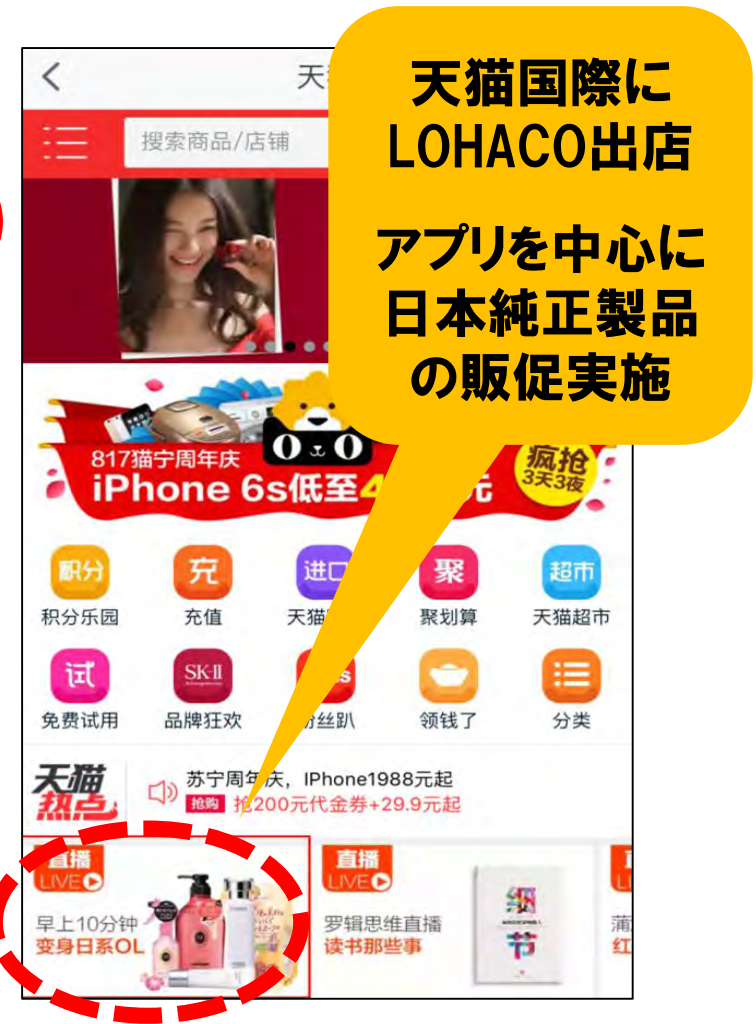 天猫国際に
LOHACO出店
アプリを中心に
日本純正製品
の販促実施
天
搜索商品/店铺
817猫宁周年庆
iPhone 6s低至4
元
疯抢
3天3夜
积分
充
进口
聚
超市
积分乐园
充值
天猫
聚划算
天猫超市
试
SK-II
s
免费试用
品牌狂欢
粉丝趴
领钱了
分类
天猫
热点
苏宁周年庆，IPhone1988元起
抢购 抢200元代金券+29.9元起
直播
LIVE
早上10分钟
变身日系OL
直播
LIVE
罗辑思维直播
读书那些事
细
节
蒲
红